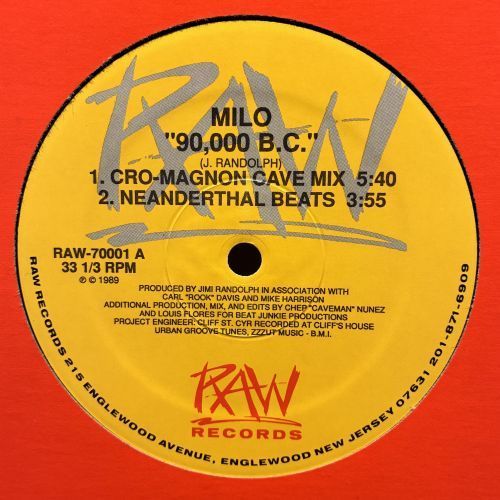 RAW
MILO
"90,000 B.C."
(J. RANDOLPH)
1. CRO-MAGNON CAVE MIX 5:40
2. NEANDERTHAL BEATS 3:55
RAW-70001 A
33 1/3 RPM
℗ © 1989
PRODUCED BY JIMI RANDOLPH IN ASSOCIATION WITH
CARL "ROOK" DAVIS AND MIKE HARRISON
ADDITIONAL PRODUCTION, MIX, AND EDITS BY CHEP "CAVEMAN" NUNEZ
AND LOUIS FLORES FOR BEAT JUNKIE PRODUCTIONS
PROJECT ENGINEER: CLIFF ST. CYR RECORDED AT CLIFF'S HOUSE
URBAN GROOVE TUNES, ZZZUT MUSIC - B.M.I.
RAW
RECORDS
RAW RECORDS 215 ENGLEWOOD AVENUE, ENGLEWOOD NEW JERSEY 07631 201-871-6909